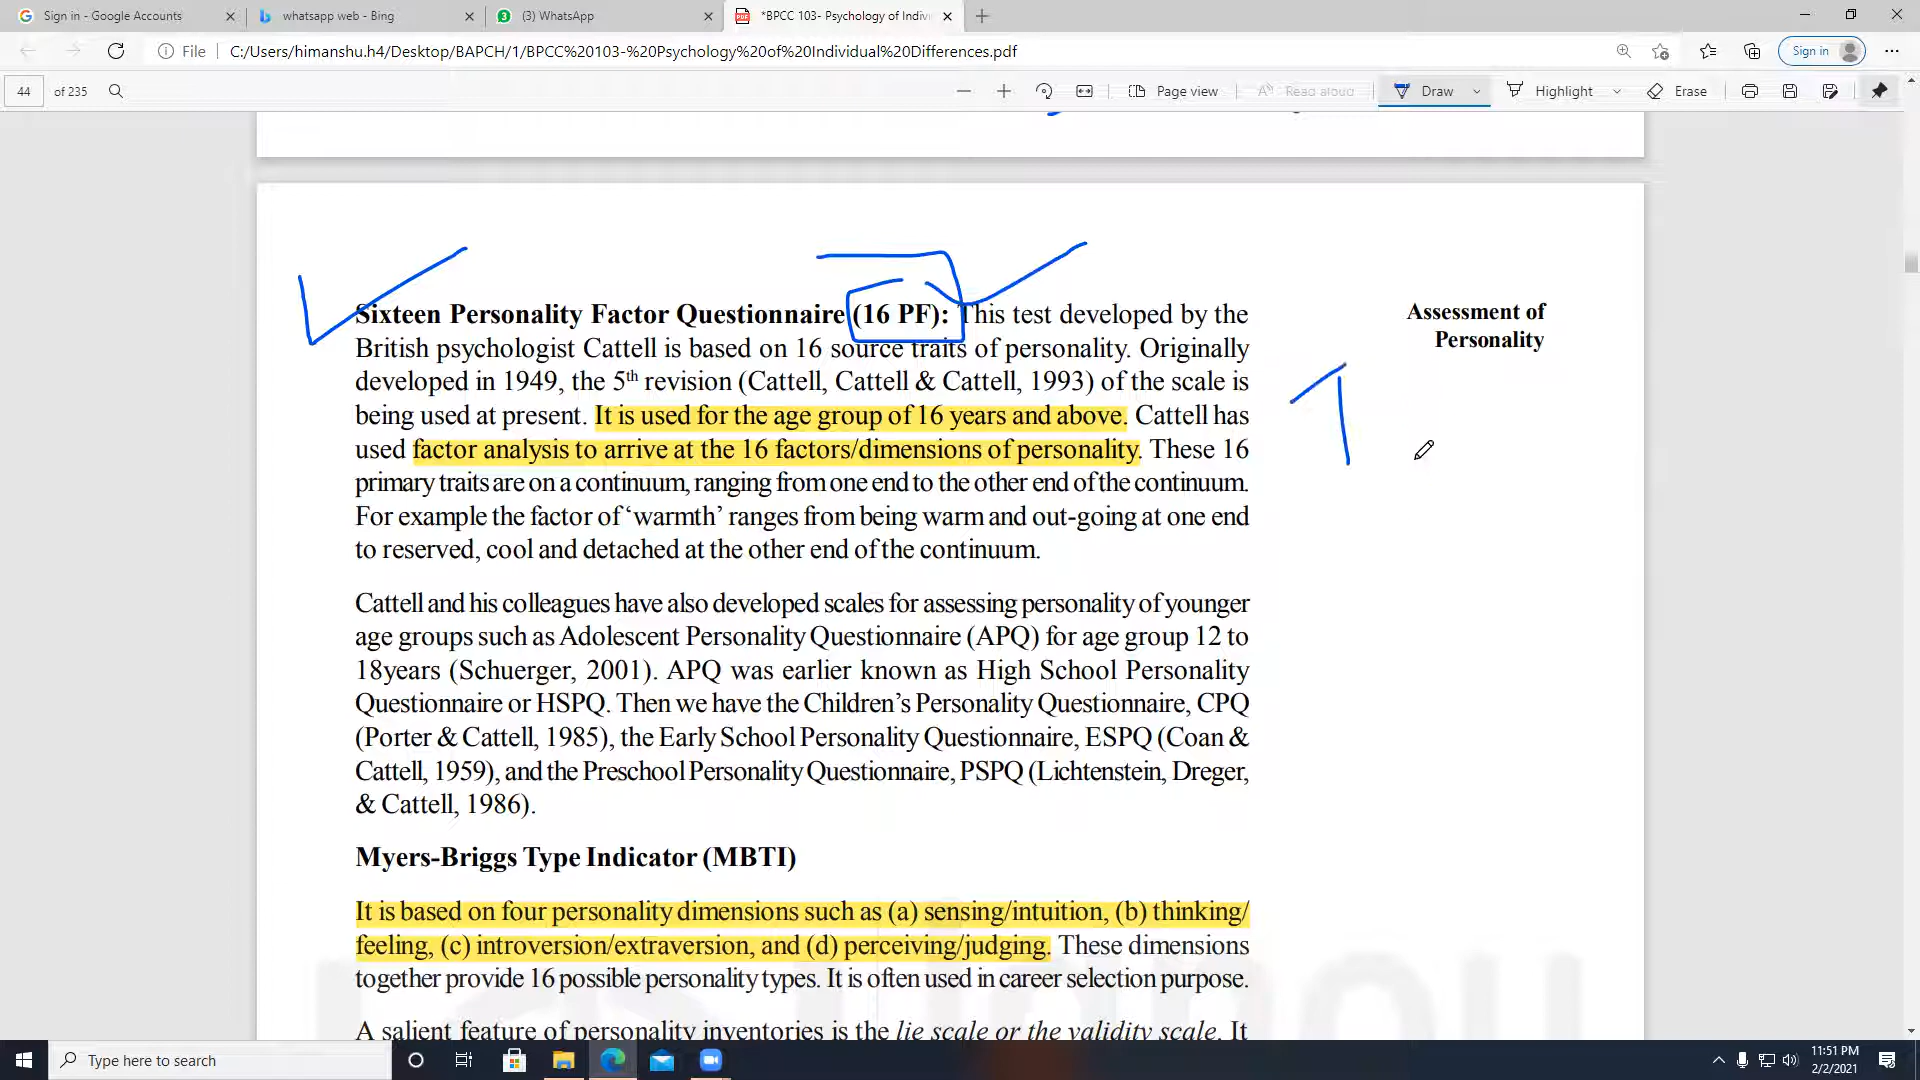 Sign in - Google Accounts
whatsapp web - Bing
(3) WhatsApp
*BPCC 103- Psychology of Indivi
File
C:/Users/himanshu.h4/Desktop/BAPCH/1/BPCC%20103-%20Psychology%20of%20Individual%20Differences.pdf
Sign in
44
of 235
Page view
Read aloud
Draw
Highlight
Erase
Sixteen Personality Factor Questionnaire (16 PF): This test developed by the
British psychologist Cattell is based on 16 source traits of personality. Originally
developed in 1949, the 5th revision (Cattell, Cattell & Cattell, 1993) of the scale is
being used at present. It is used for the age group of 16 years and above. Cattell has
used factor analysis to arrive at the 16 factors/dimensions of personality. These 16
primary traits are on a continuum, ranging from one end to the other end of the continuum.
For example the factor of ‘warmth’ ranges from being warm and out-going at one end
to reserved, cool and detached at the other end of the continuum.
Assessment of
Personality
Cattell and his colleagues have also developed scales for assessing personality of younger
age groups such as Adolescent Personality Questionnaire (APQ) for age group 12 to
18years (Schuerger, 2001). APQ was earlier known as High School Personality
Questionnaire or HSPQ. Then we have the Children’s Personality Questionnaire, CPQ
(Porter & Cattell, 1985), the Early School Personality Questionnaire, ESPQ (Coan &
Cattell, 1959), and the Preschool Personality Questionnaire, PSPQ (Lichtenstein, Dreger,
& Cattell, 1986).
Myers-Briggs Type Indicator (MBTI)
It is based on four personality dimensions such as (a) sensing/intuition, (b) thinking/
feeling, (c) introversion/extraversion, and (d) perceiving/judging. These dimensions
together provide 16 possible personality types. It is often used in career selection purpose.
A salient feature of personality inventories is the lie scale or the validity scale. It
Type here to search
11:51 PM
2/2/2021